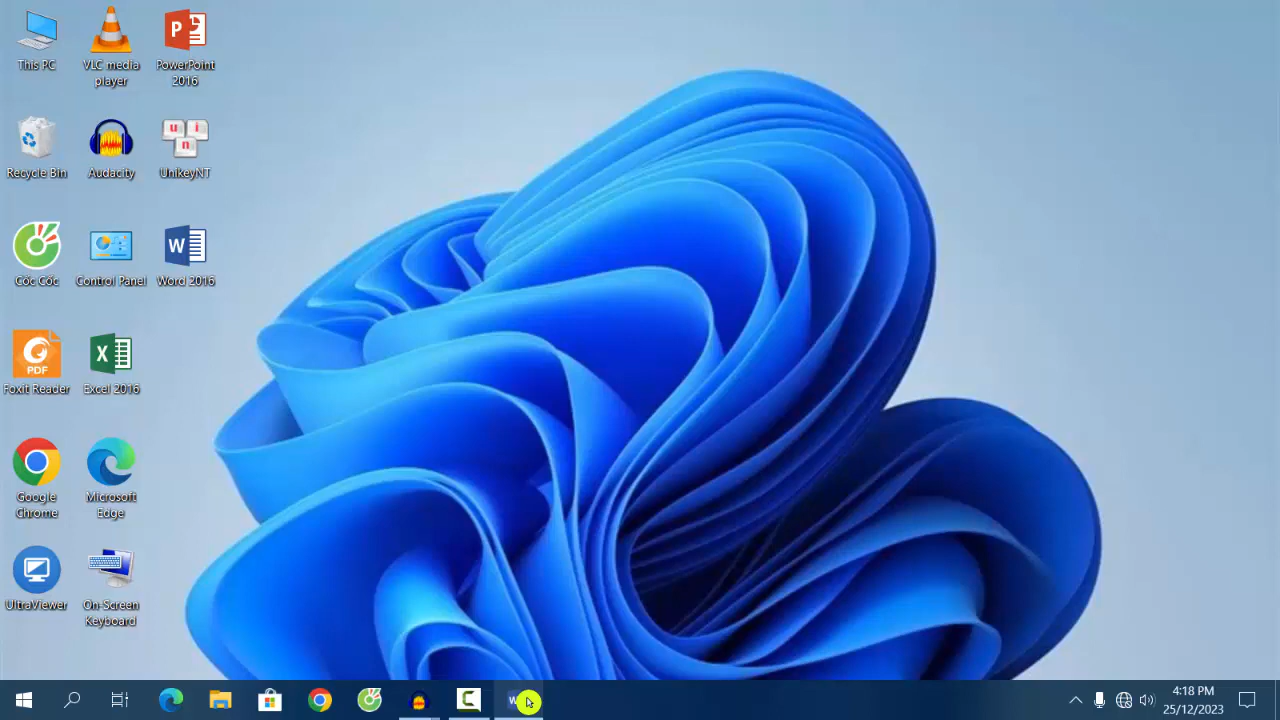 This PC
VLC media player
PowerPoint 2016
Recycle Bin
Audacity
UnikeyNT
Cốc Cốc
Control Panel
Word 2016
Foxit Reader
Excel 2016
Google Chrome
Microsoft Edge
UltraViewer
On-Screen Keyboard
4:18 PM
25/12/2023